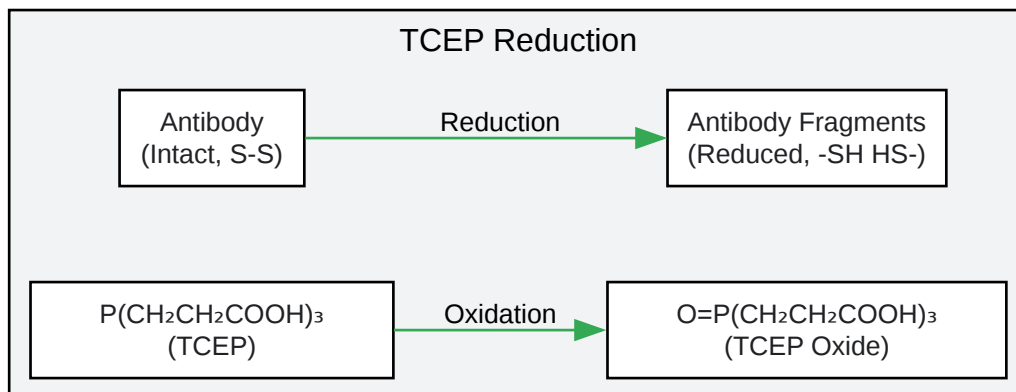 TCEP Reduction
Antibody
(Intact, S-S)
Reduction
Antibody Fragments
(Reduced, -SH HS-)
P(CH₂CH₂COOH)₃
(TCEP)
Oxidation
O=P(CH₂CH₂COOH)₃
(TCEP Oxide)